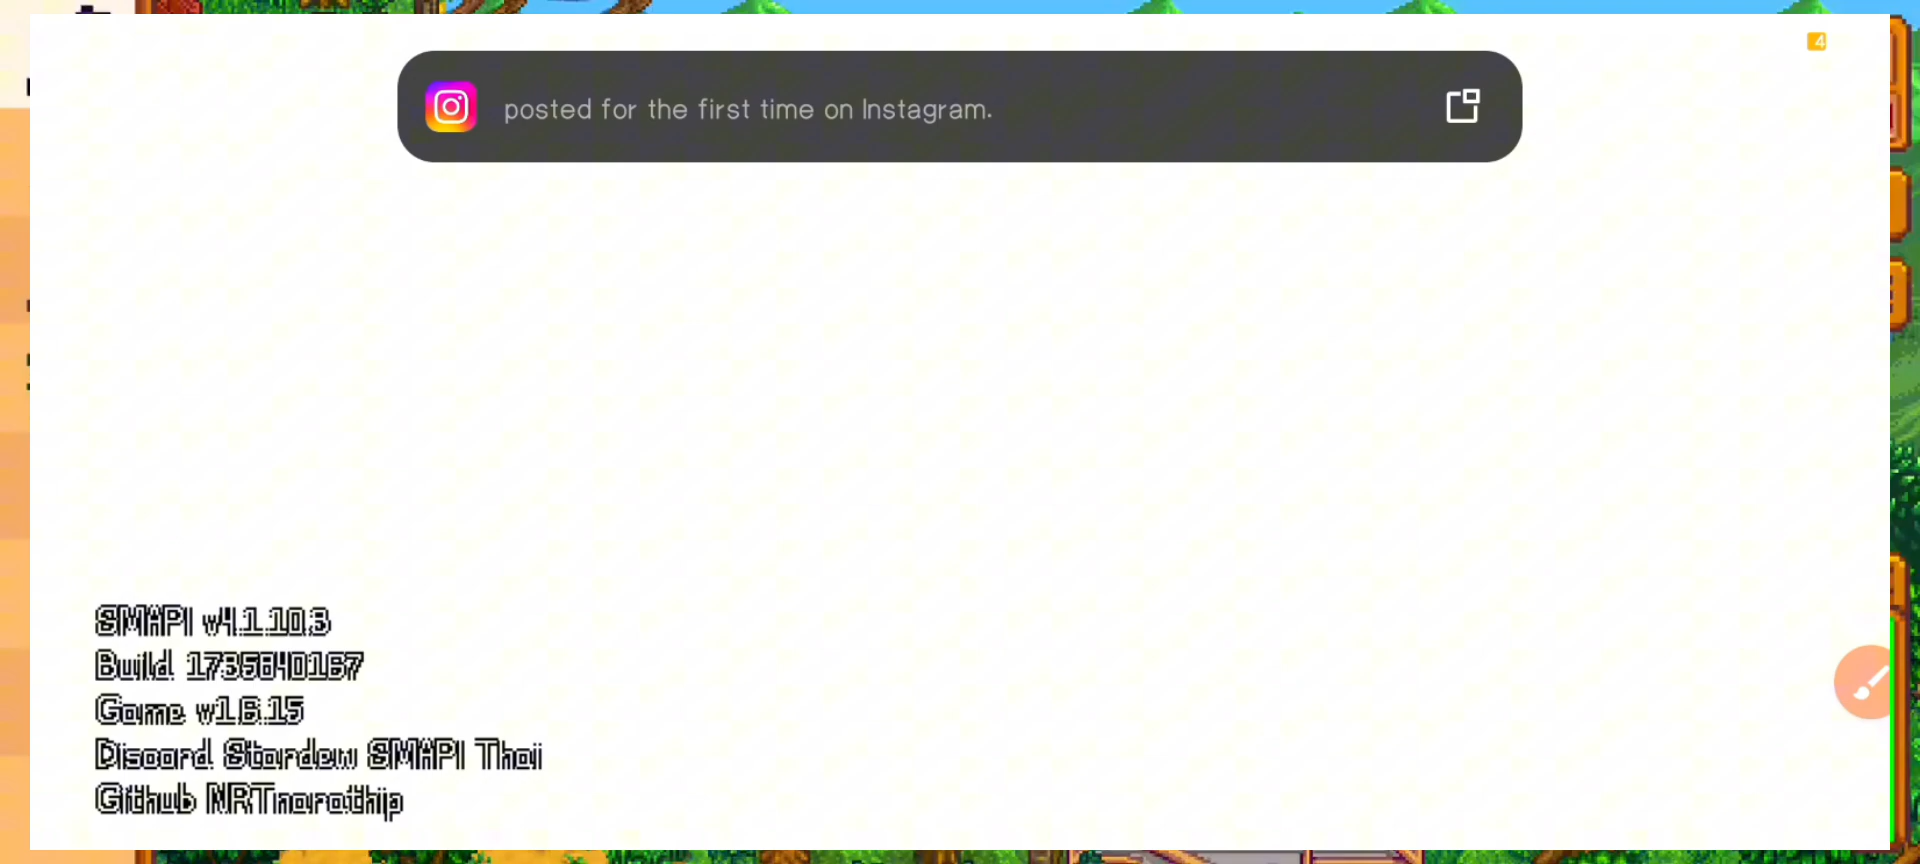 4
posted for the first time on Instagram.
SMAPI v4.1.10.3
Build 1735840167
Game v1.6.15
Discord Stardew SMAPI Thai
Github NRTnarathip